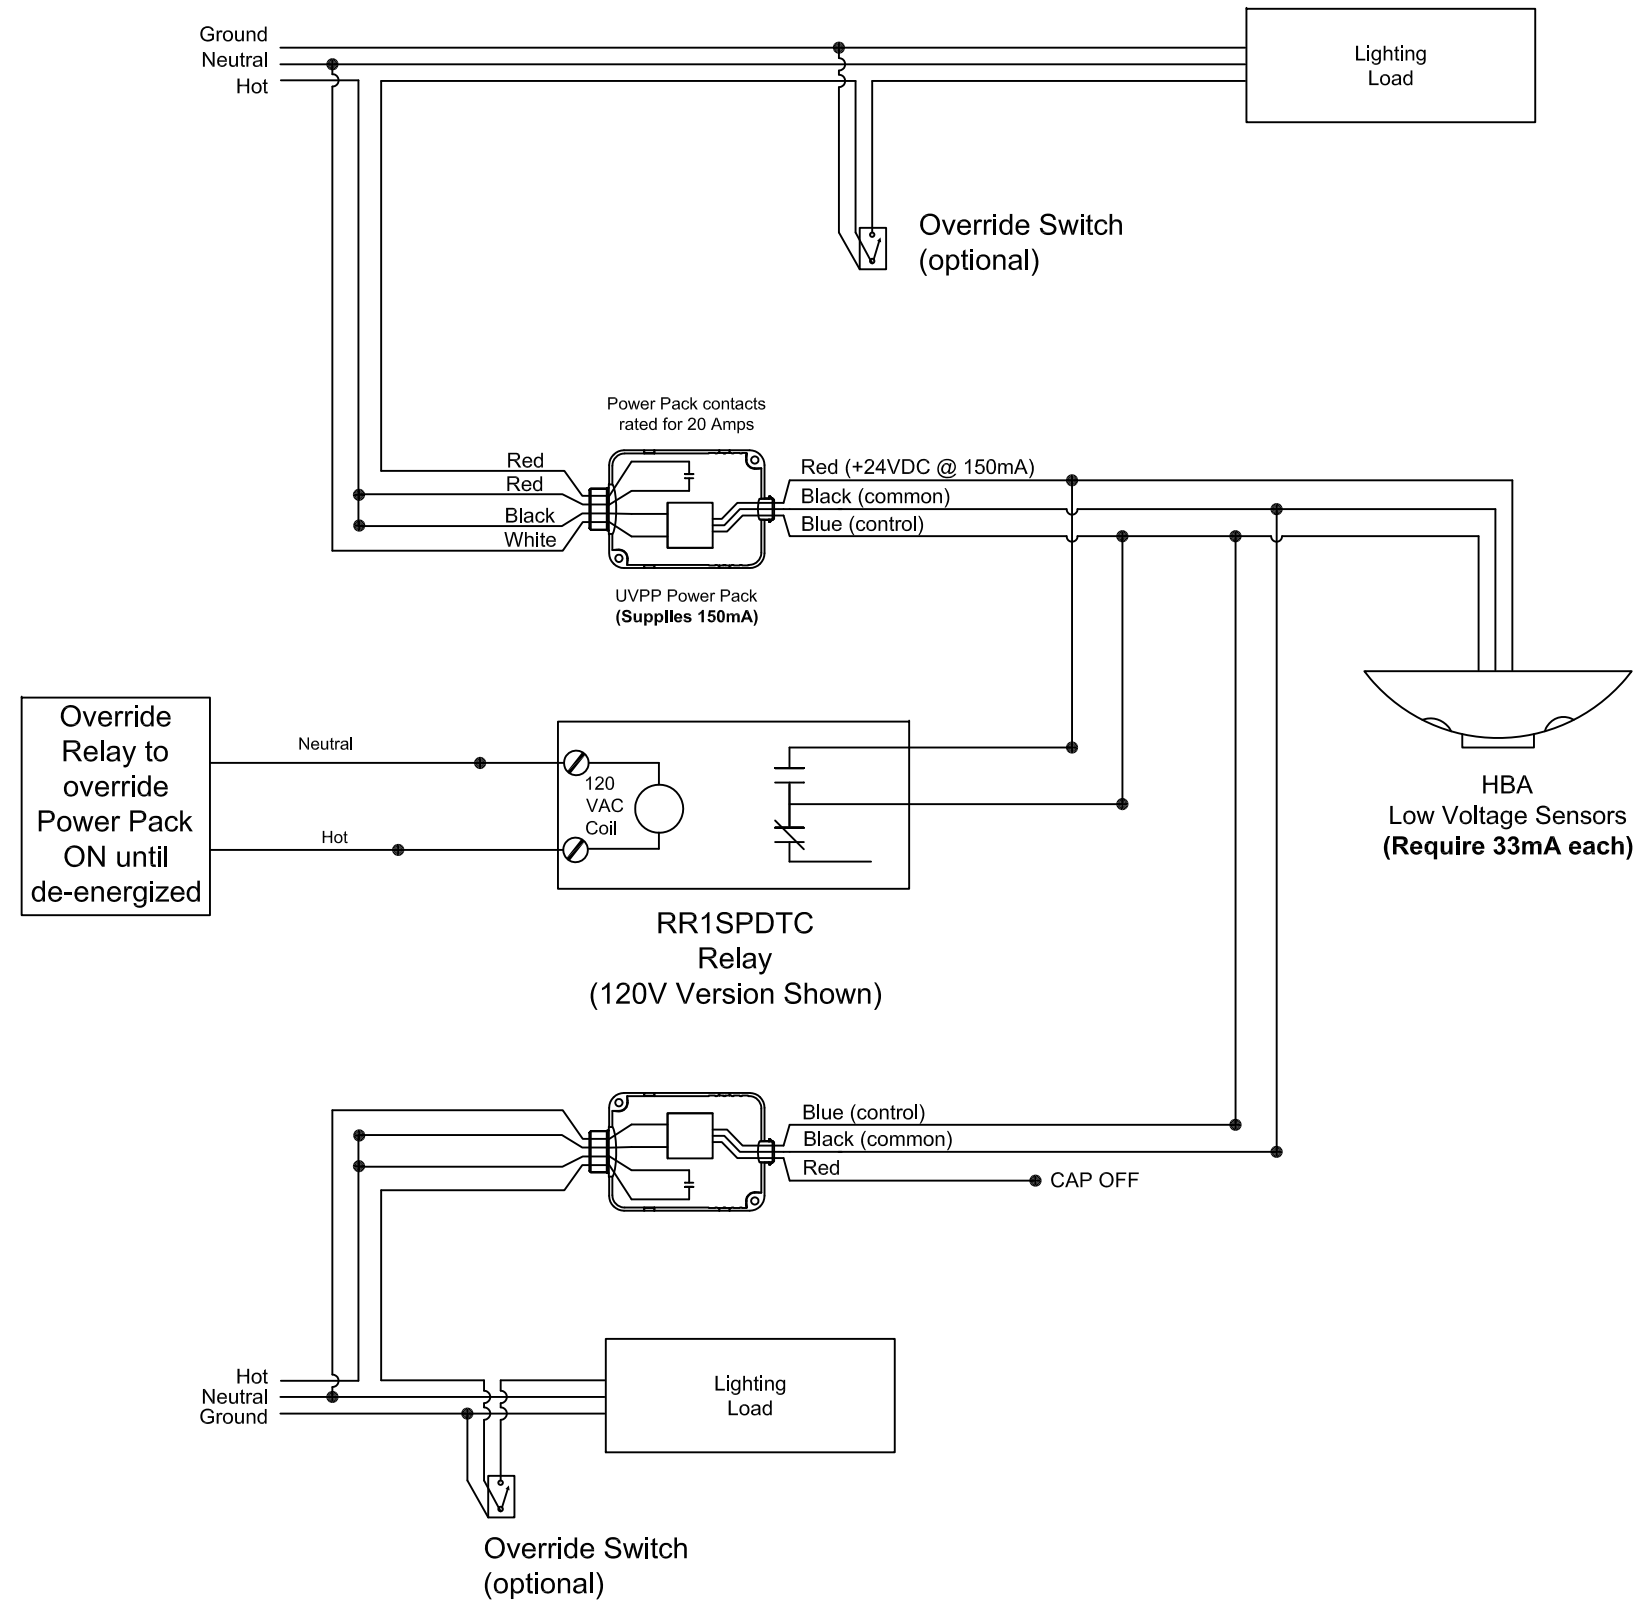 Ground
Neutral
Hot
Lighting
Load
Override Switch
(optional)
Power Pack contacts
rated for 20 Amps
Red
Red
Black
White
Red (+24VDC @ 150mA)
Black (common)
Blue (control)
UVPP Power Pack
(Supplies 150mA)
Override
Relay to
override
Power Pack
ON until
de-energized
Neutral
Hot
120
VAC
Coil
HBA
Low Voltage Sensors
(Require 33mA each)
RR1SPDTC
Relay
(120V Version Shown)
Blue (control)
Black (common)
Red
CAP OFF
Hot
Neutral
Ground
Lighting
Load
Override Switch
(optional)